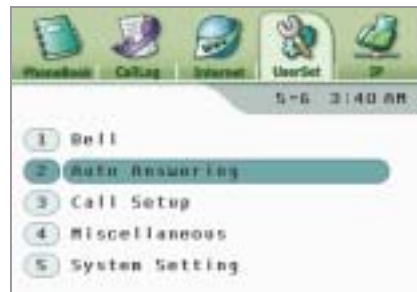 PhoneBook CallLog Internet UserSet IP
5-6 3:40 AM
1 Bell
2 Auto Answering
3 Call Setup
4 Miscellaneous
5 System Setting